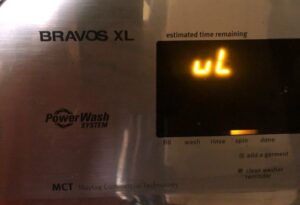 BRAVOS XL
estimated time remaining
uL
PowerWash
SYSTEM
fill wash rinse spin done
add a garment
clean washer
MCT Maytag Commercial Technology